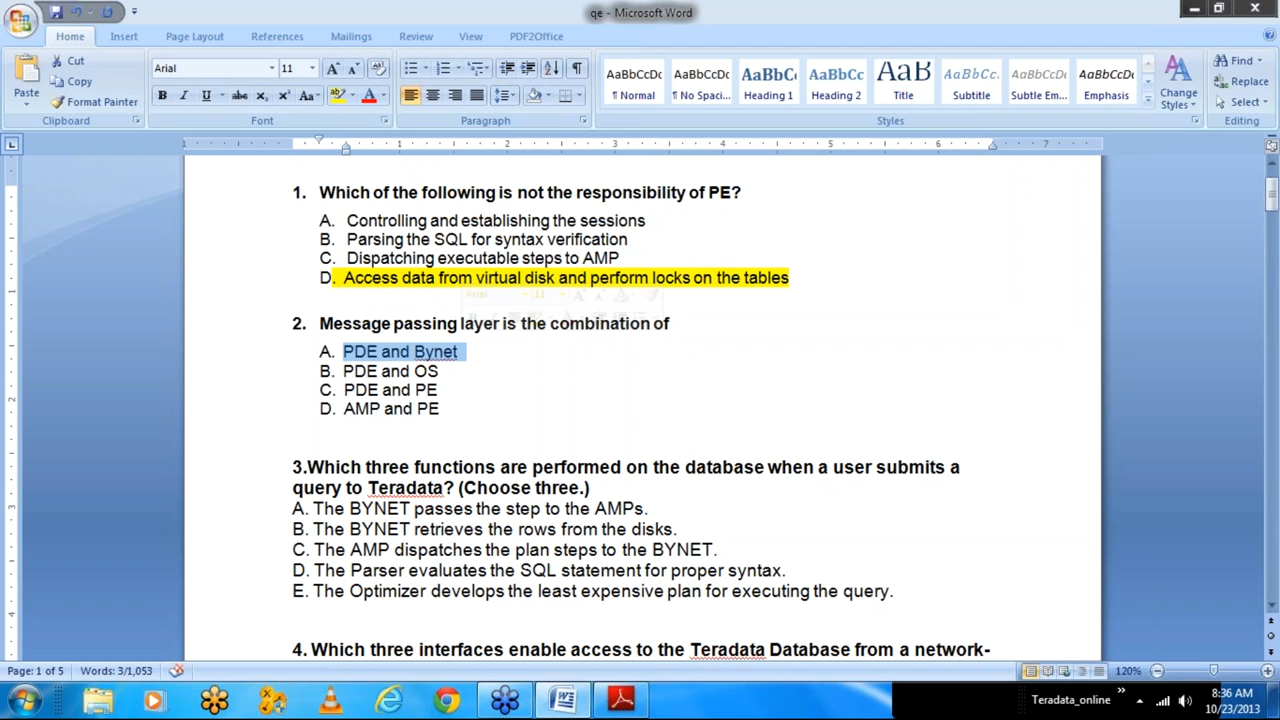 qe - Microsoft Word
Home Insert Page Layout References Mailings Review View PDF2Office
Paste Cut Copy Format Painter
Arial 11
AaBbCcDc AaBbCcDc AaBbC AaBbCc AaB AaBbCc. AaBbCcDc AaBbCcDc
¶ Normal ¶ No Spaci... Heading 1 Heading 2 Title Subtitle Subtle Em... Emphasis
Change Styles
Find Replace Select
Clipboard Font Paragraph Styles Editing
1 1 2 3 4 5 6 7
1. Which of the following is not the responsibility of PE?
A. Controlling and establishing the sessions
B. Parsing the SQL for syntax verification
C. Dispatching executable steps to AMP
D. Access data from virtual disk and perform locks on the tables
2. Message passing layer is the combination of
A. PDE and Bynet
B. PDE and OS
C. PDE and PE
D. AMP and PE
3.Which three functions are performed on the database when a user submits a
query to Teradata? (Choose three.)
A. The BYNET passes the step to the AMPs.
B. The BYNET retrieves the rows from the disks.
C. The AMP dispatches the plan steps to the BYNET.
D. The Parser evaluates the SQL statement for proper syntax.
E. The Optimizer develops the least expensive plan for executing the query.
4. Which three interfaces enable access to the Teradata Database from a network-
Page: 1 of 5 Words: 3/1,053 120%
Teradata_online 8:36 AM
10/23/2013